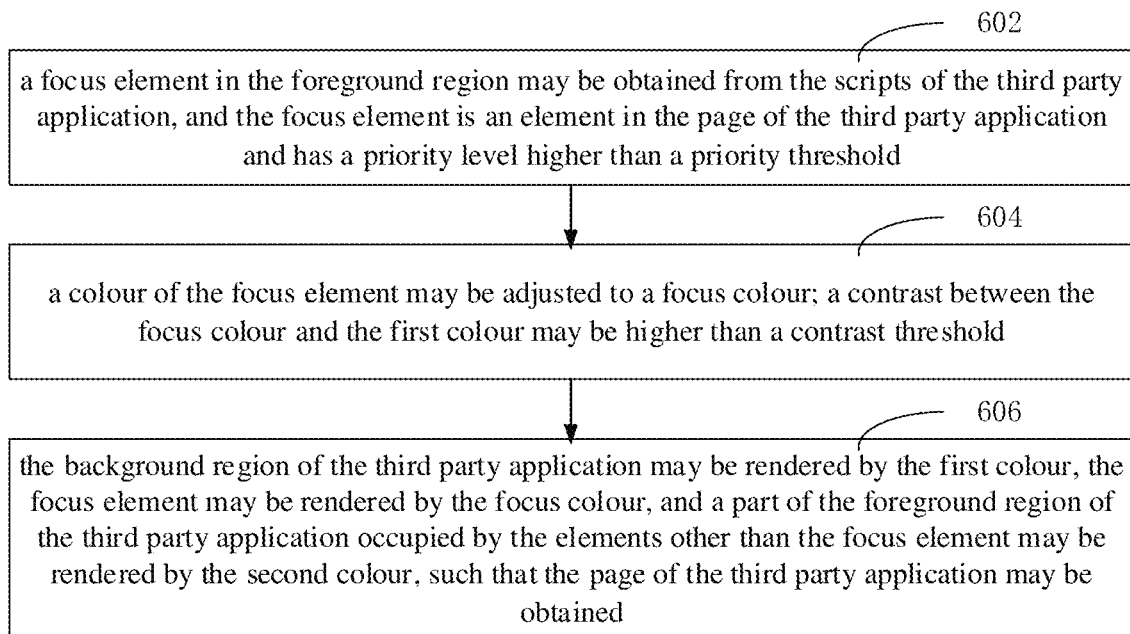 602
a focus element in the foreground region may be obtained from the scripts of the third party
application, and the focus element is an element in the page of the third party application
and has a priority level higher than a priority threshold
604
a colour of the focus element may be adjusted to a focus colour; a contrast between the
focus colour and the first colour may be higher than a contrast threshold
606
the background region of the third party application may be rendered by the first colour, the
focus element may be rendered by the focus colour, and a part of the foreground region of
the third party application occupied by the elements other than the focus element may be
rendered by the second colour, such that the page of the third party application may be
obtained